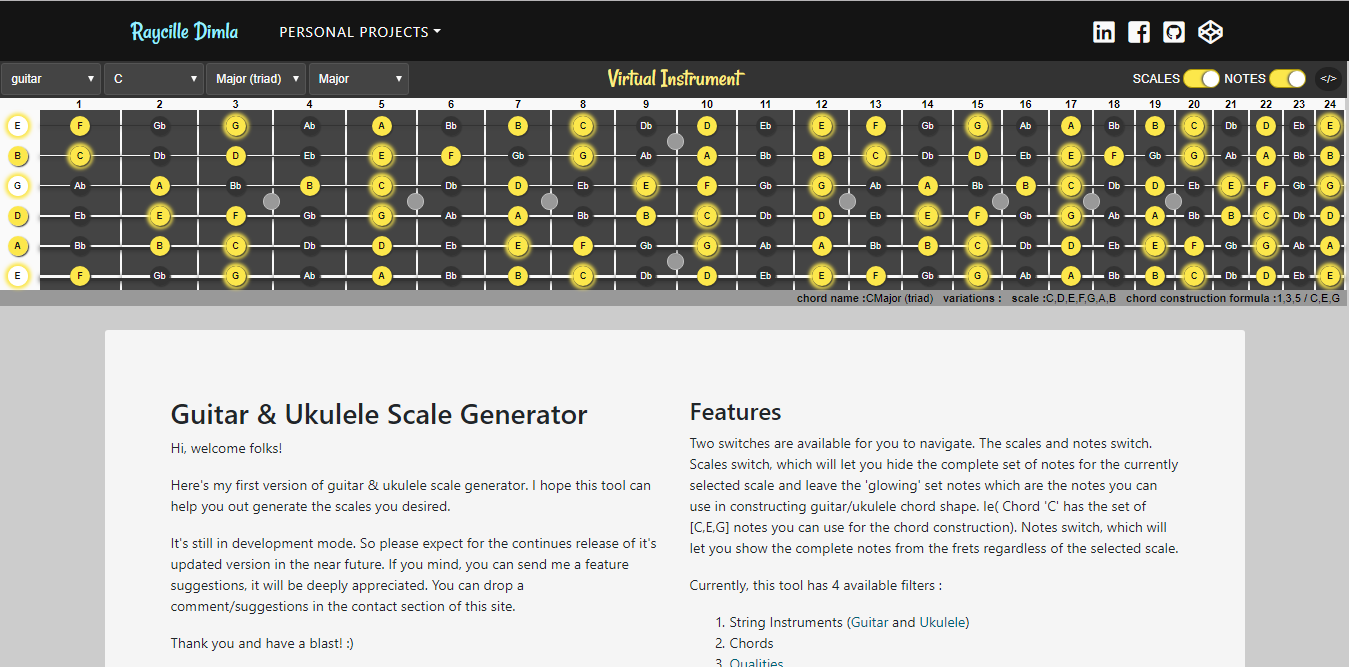 Raycille Dimla PERSONAL PROJECTS
guitar C Major (triad) Major Virtual Instrument SCALES NOTES </>
1 2 3 4 5 6 7 8 9 10 11 12 13 14 15 16 17 18 19 20 21 22 23 24
E F Gb G Ab A Bb B C Db D Eb E F Gb G Ab A Bb B C Db D Eb E
B C Db D Eb E F Gb G Ab A Bb B C Db D Eb E F Gb G Ab A Bb B
G Ab A Bb B C Db D Eb E F Gb G Ab A Bb B C Db D Eb E F Gb G
D Eb E F Gb G Ab A Bb B C Db D Eb E F Gb G Ab A Bb B C Db D
A Bb B C Db D Eb E F Gb G Ab A Bb B C Db D Eb E F Gb G Ab A
E F Gb G Ab A Bb B C Db D Eb E F Gb G Ab A Bb B C Db D Eb E
chord name :CMajor (triad) variations : scale :C,D,E,F,G,A,B chord construction formula :1,3,5 / C,E,G
Guitar & Ukulele Scale Generator
Hi, welcome folks!
Here's my first version of guitar & ukulele scale generator. I hope this tool can
help you out generate the scales you desired.
It's still in development mode. So please expect for the continues release of it's
updated version in the near future. If you mind, you can send me a feature
suggestions, it will be deeply appreciated. You can drop a
comment/suggestions in the contact section of this site.
Thank you and have a blast! :)
Features
Two switches are available for you to navigate. The scales and notes switch.
Scales switch, which will let you hide the complete set of notes for the currently
selected scale and leave the 'glowing' set notes which are the notes you can
use in constructing guitar/ukulele chord shape. Ie( Chord 'C' has the set of
[C,E,G] notes you can use for the chord construction). Notes switch, which will
let you show the complete notes from the frets regardless of the selected scale.
Currently, this tool has 4 available filters :
1. String Instruments (Guitar and Ukulele)
2. Chords
3. Qualities